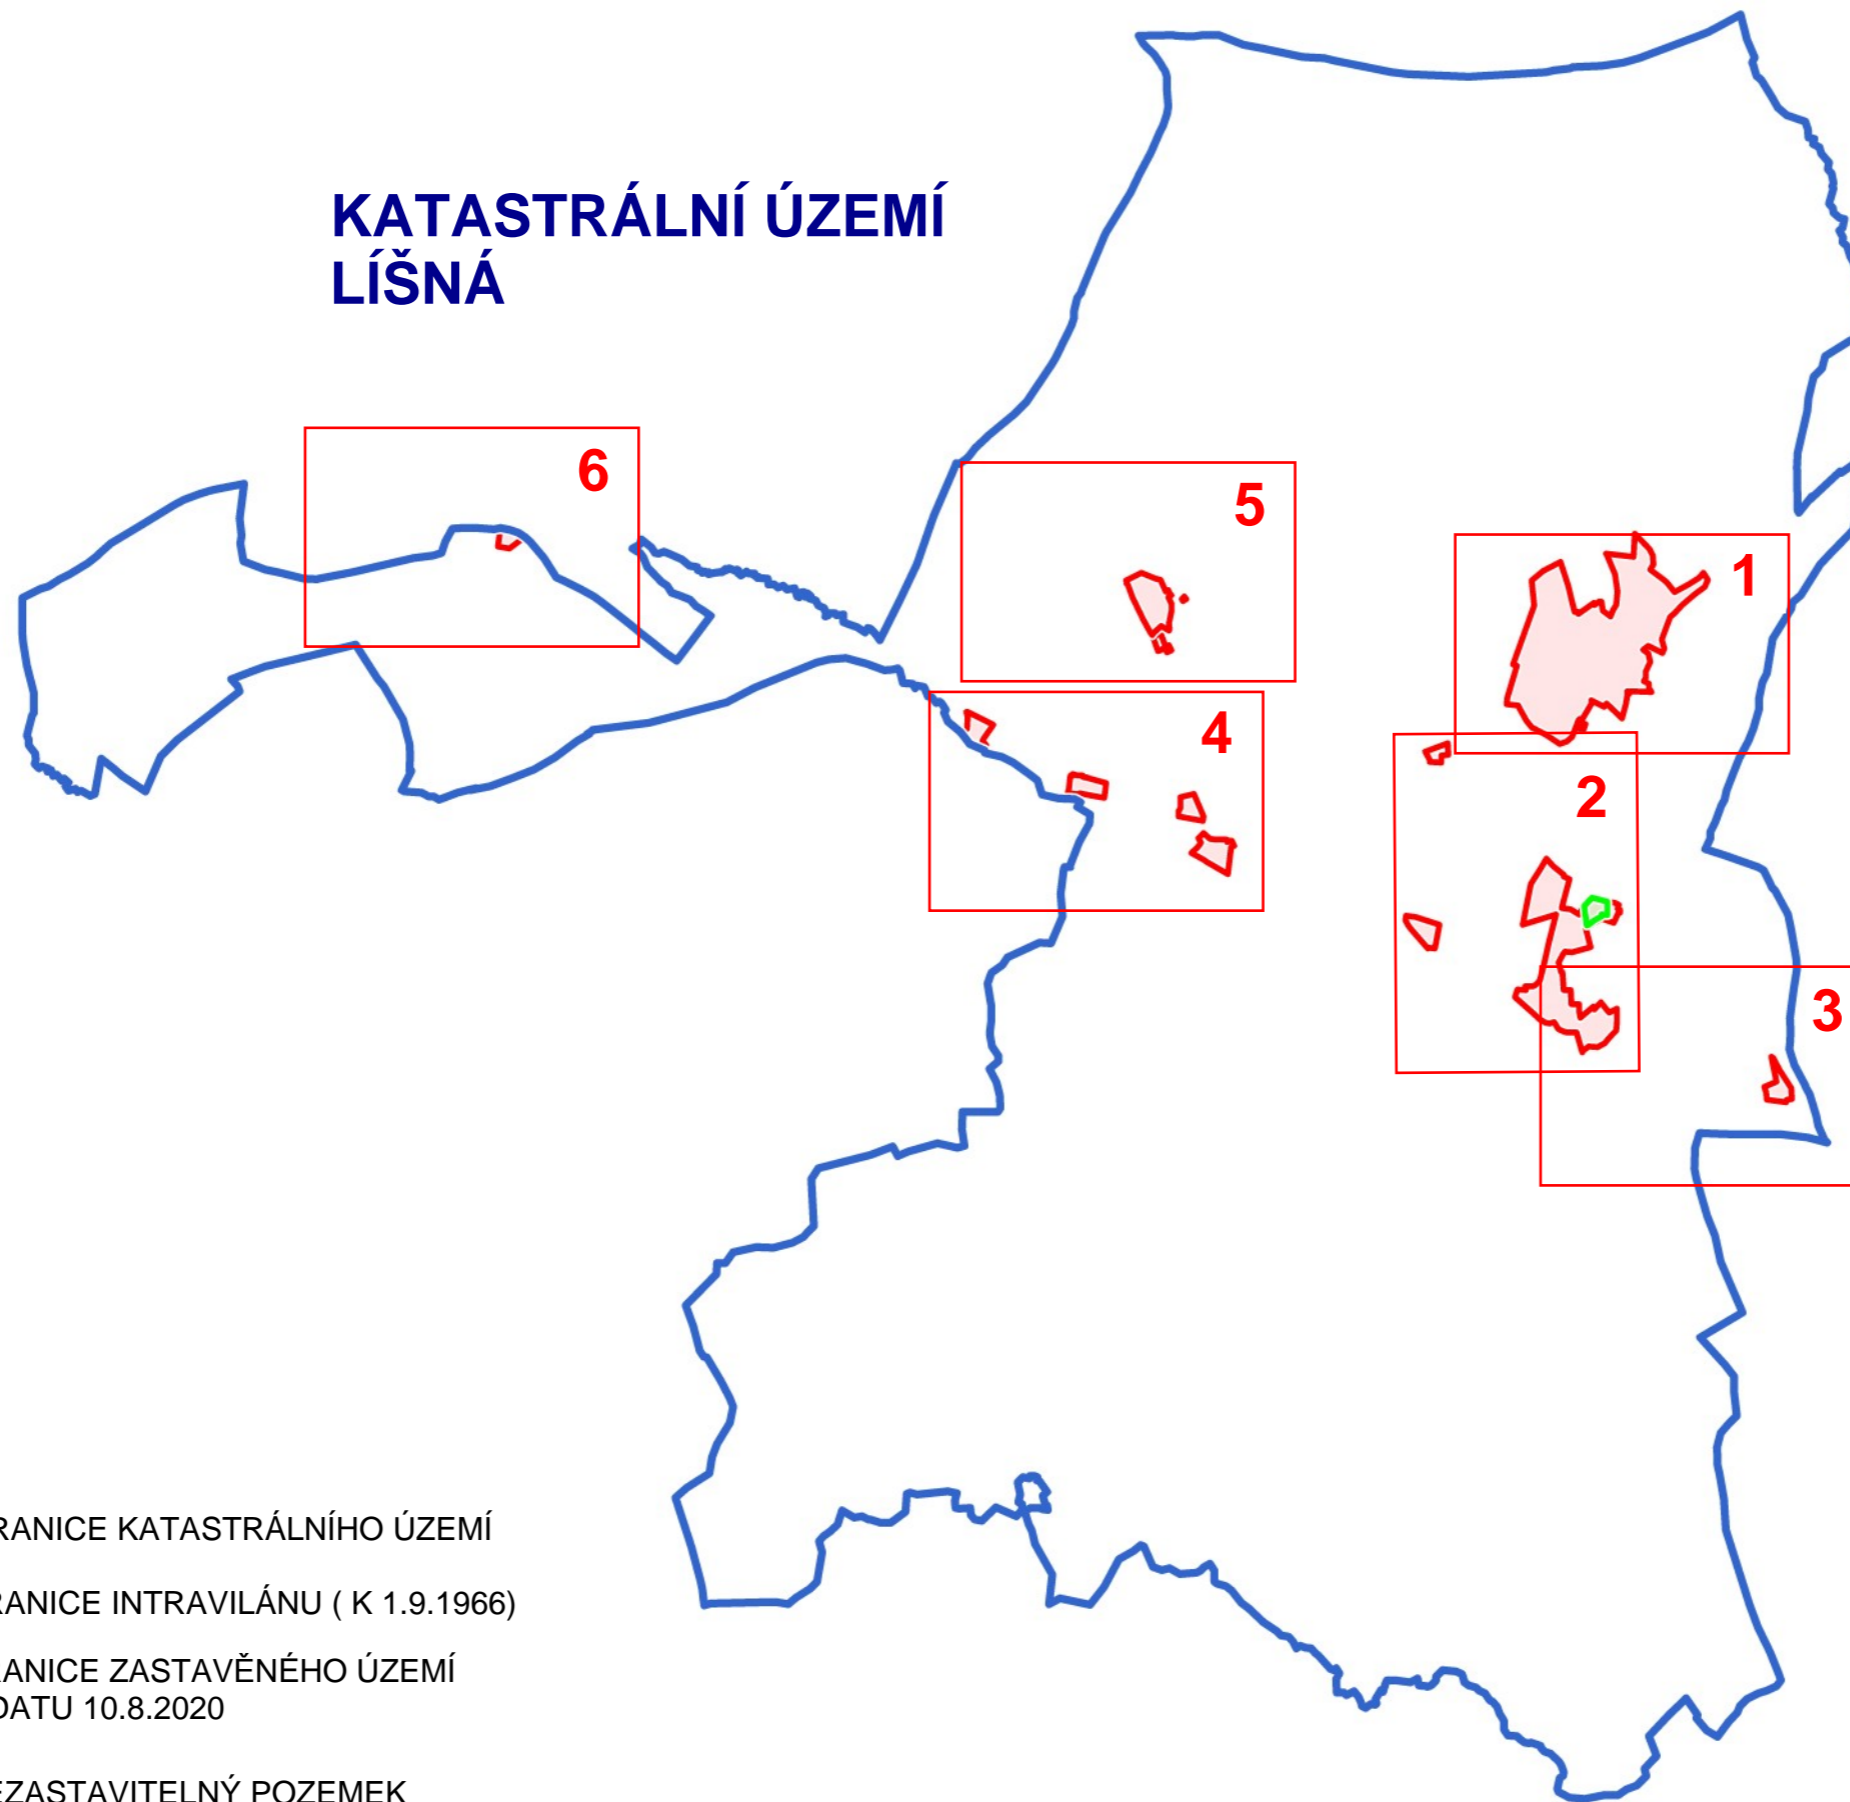 KATASTRÁLNÍ ÚZEMÍ
LÍŠNÁ
6
5
1
4
2
3
RANICE KATASTRÁLNÍHO ÚZEMÍ
RANICE INTRAVILÁNU ( K 1.9.1966)
RANICE ZASTAVĚNÉHO ÚZEMÍ
DATU 10.8.2020
EZASTAVITELNÝ POZEMEK